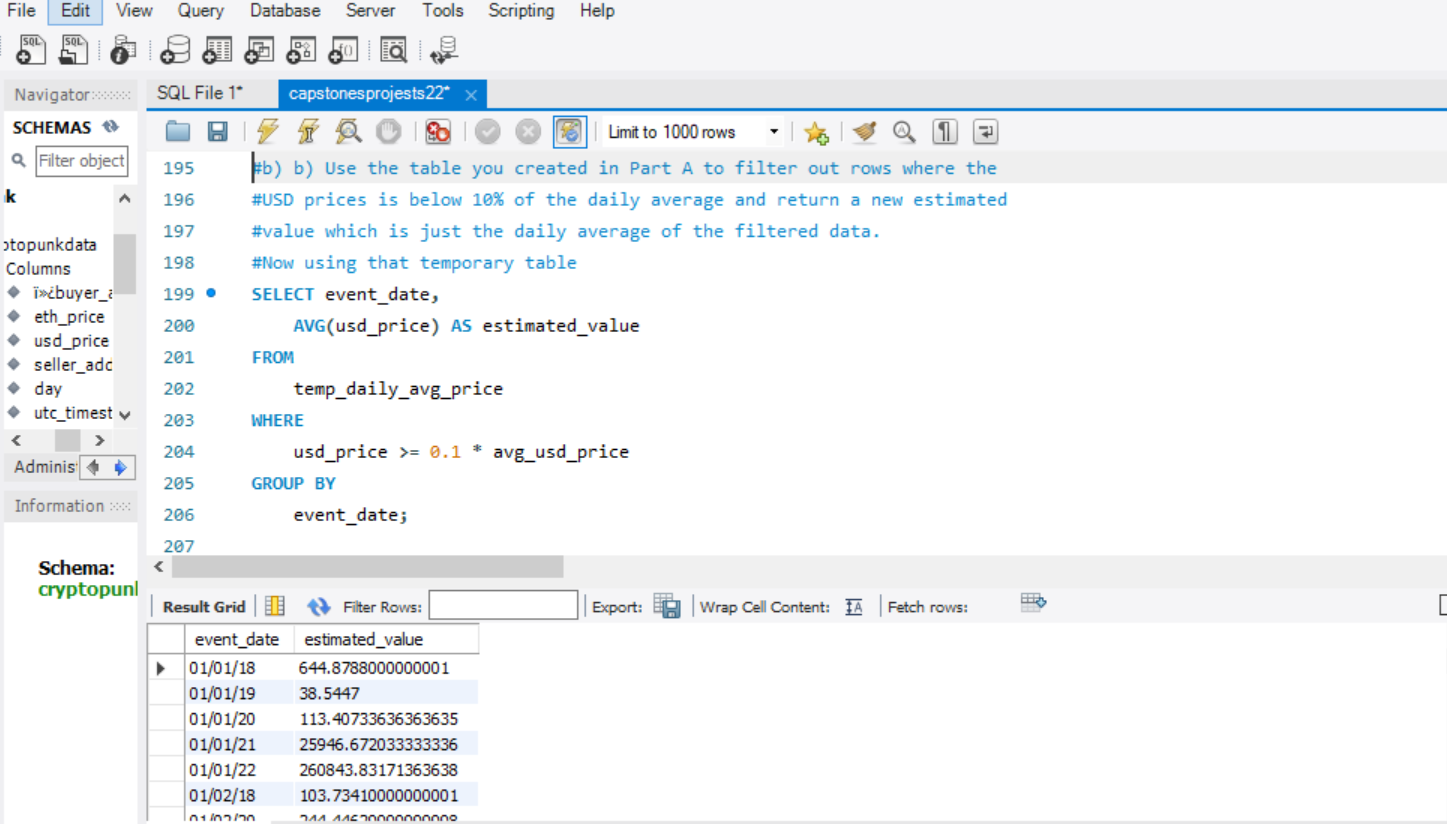 File Edit View Query Database Server Tools Scripting Help
Navigator
SQL File 1* capstonesprojests22* ×
SCHEMAS
Limit to 1000 rows
Filter object
195 #b) b) Use the table you created in Part A to filter out rows where the
196 #USD prices is below 10% of the daily average and return a new estimated
197 #value which is just the daily average of the filtered data.
198 #Now using that temporary table
199 SELECT event_date,
200 AVG(usd_price) AS estimated_value
201 FROM
202 temp_daily_avg_price
203 WHERE
204 usd_price >= 0.1 * avg_usd_price
205 GROUP BY
206 event_date;
207
k
otopunkdata
Columns
ï»¿buyer_a
eth_price
usd_price
seller_adc
day
utc_timest
Adminis
Information
Schema:
cryptopunk
Result Grid Filter Rows: Export: Wrap Cell Content: Fetch rows:
event_date estimated_value
01/01/18 644.8788000000001
01/01/19 38.5447
01/01/20 113.40733636363635
01/01/21 25946.672033333336
01/01/22 260843.83171363638
01/02/18 103.73410000000001